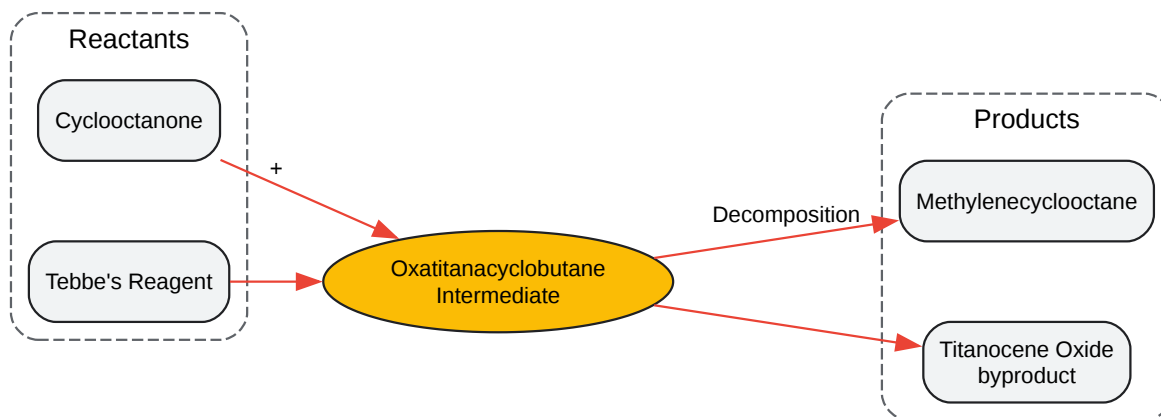 Reactants
Cyclooctanone
+
Tebbe's Reagent
Oxatitanacyclobutane
Intermediate
Decomposition
Products
Methylenecyclooctane
Titanocene Oxide
byproduct